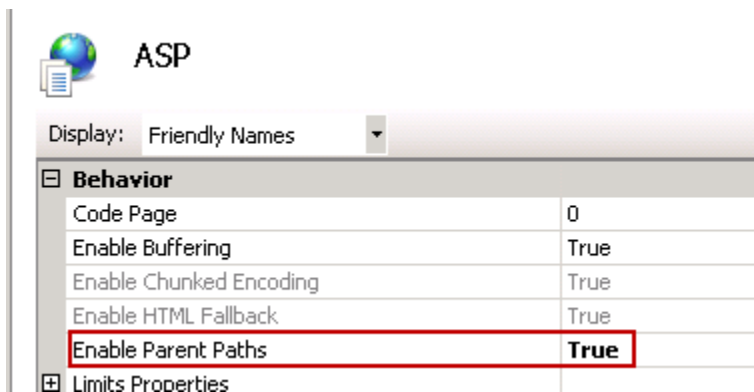 ASP
Display: Friendly Names
Behavior
Code Page 0
Enable Buffering True
Enable Chunked Encoding True
Enable HTML Fallback True
Enable Parent Paths True
Limits Properties